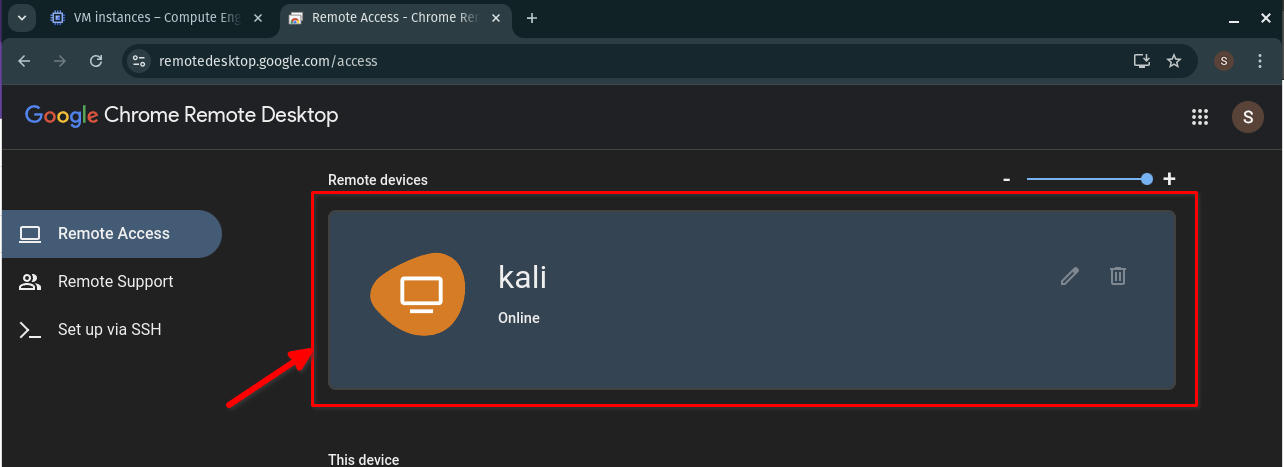 VM instances – Compute Eng
Remote Access - Chrome Re
remotedesktop.google.com/access
S
Google Chrome Remote Desktop
S
Remote devices
- +
Remote Access
Remote Support
Set up via SSH
kali
Online
This device